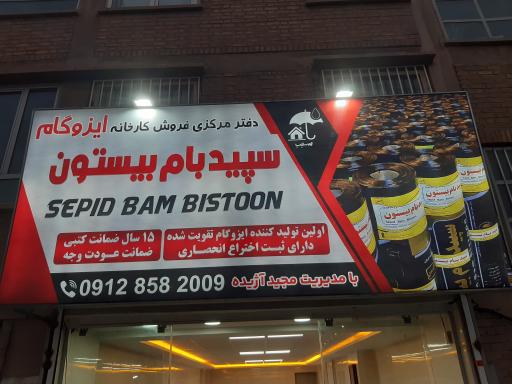 دفتر مرکزی فروش کارخانه ایزوگام
سپید بام بیستون
SEPID BAM BISTOON
اولین تولید کننده ایزوگام تقویت شده
دارای ثبت اختراع انحصاری
۱۵ سال ضمانت کتبی
ضمانت عودت وجه
با مدیریت مجید آژیده
0912 858 2009